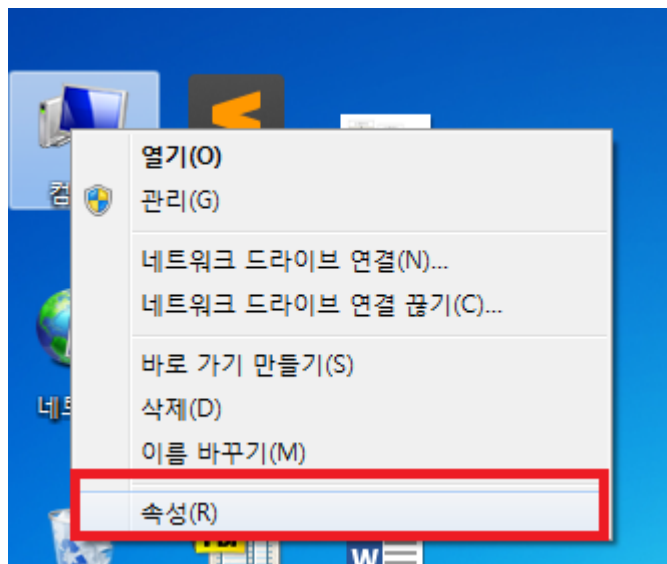 열기(O)
관리(G)
네트워크 드라이브 연결(N)...
네트워크 드라이브 연결 끊기(C)...
바로 가기 만들기(S)
삭제(D)
이름 바꾸기(M)
속성(R)
W